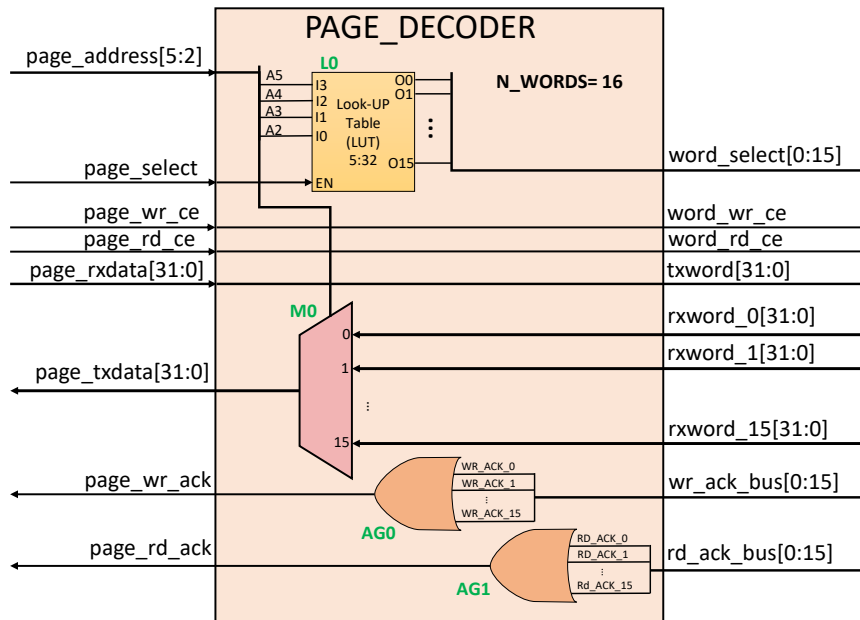 PAGE_DECODER
page_address[5:2]
L0
A5
A4
A3
A2
I3
I2
I1
I0
Look-UP
Table
(LUT)
5:32
EN
O0
O1
⋮
O15
N_WORDS= 16
page_select
word_select[0:15]
page_wr_ce
word_wr_ce
page_rd_ce
word_rd_ce
page_rxdata[31:0]
txword[31:0]
M0
0
rxword_0[31:0]
1
rxword_1[31:0]
...
15
rxword_15[31:0]
page_txdata[31:0]
page_wr_ack
WR_ACK_0
WR_ACK_1
⋮
WR_ACK_15
wr_ack_bus[0:15]
AG0
page_rd_ack
RD_ACK_0
RD_ACK_1
⋮
Rd_ACK_15
rd_ack_bus[0:15]
AG1